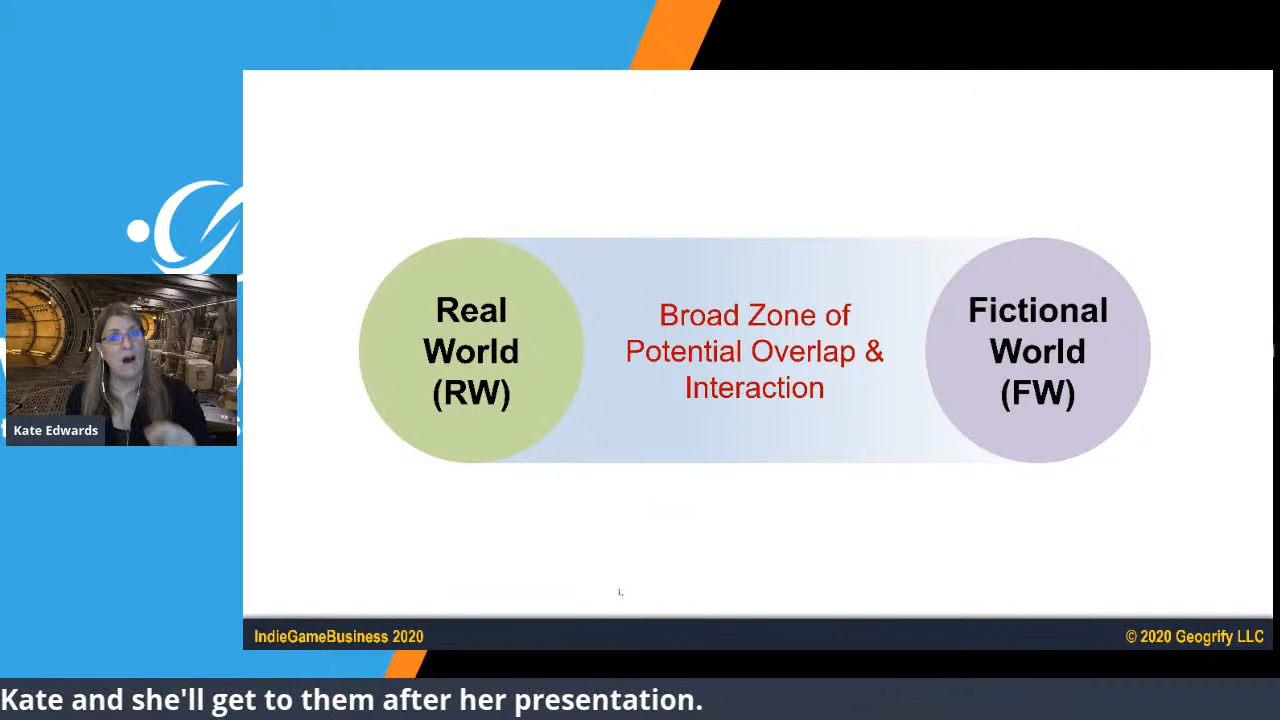 Real
World
(RW)
Broad Zone of
Potential Overlap &
Interaction
Fictional
World
(FW)
Kate Edwards
IndieGameBusiness 2020
© 2020 Geogrify LLC
Kate and she'll get to them after her presentation.